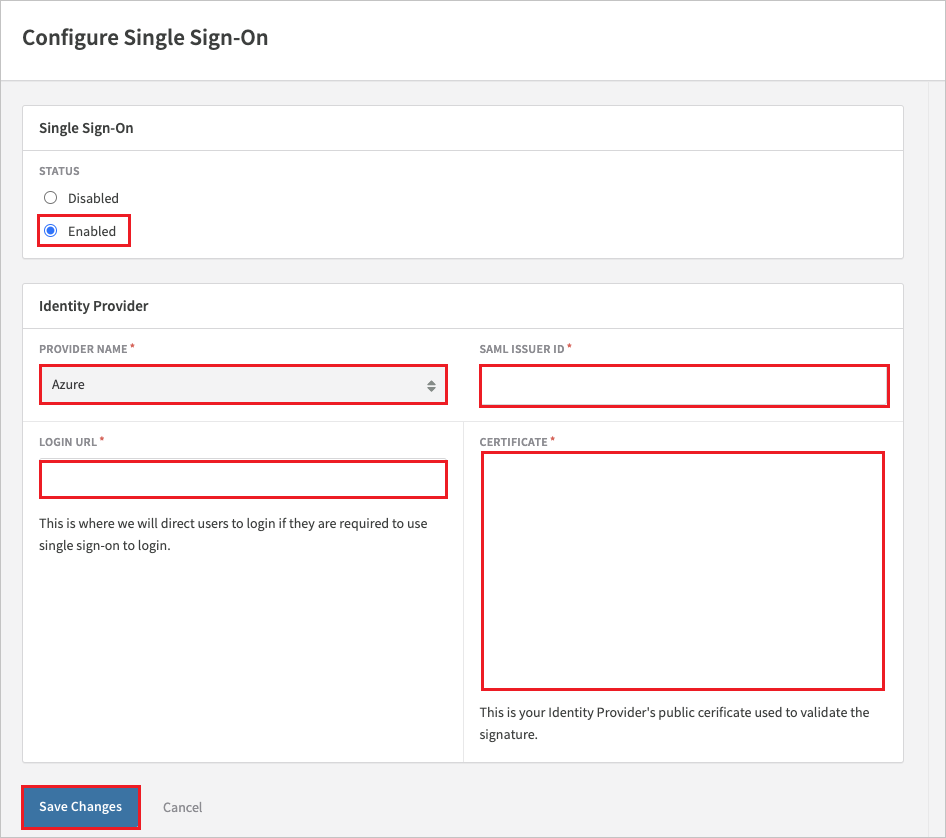 Configure Single Sign-On
Single Sign-On
STATUS
Disabled
Enabled
Identity Provider
PROVIDER NAME *
Azure
SAML ISSUER ID *
LOGIN URL *
This is where we will direct users to login if they are required to use
single sign-on to login.
CERTIFICATE *
This is your Identity Provider's public cerificate used to validate the
signature.
Save Changes
Cancel